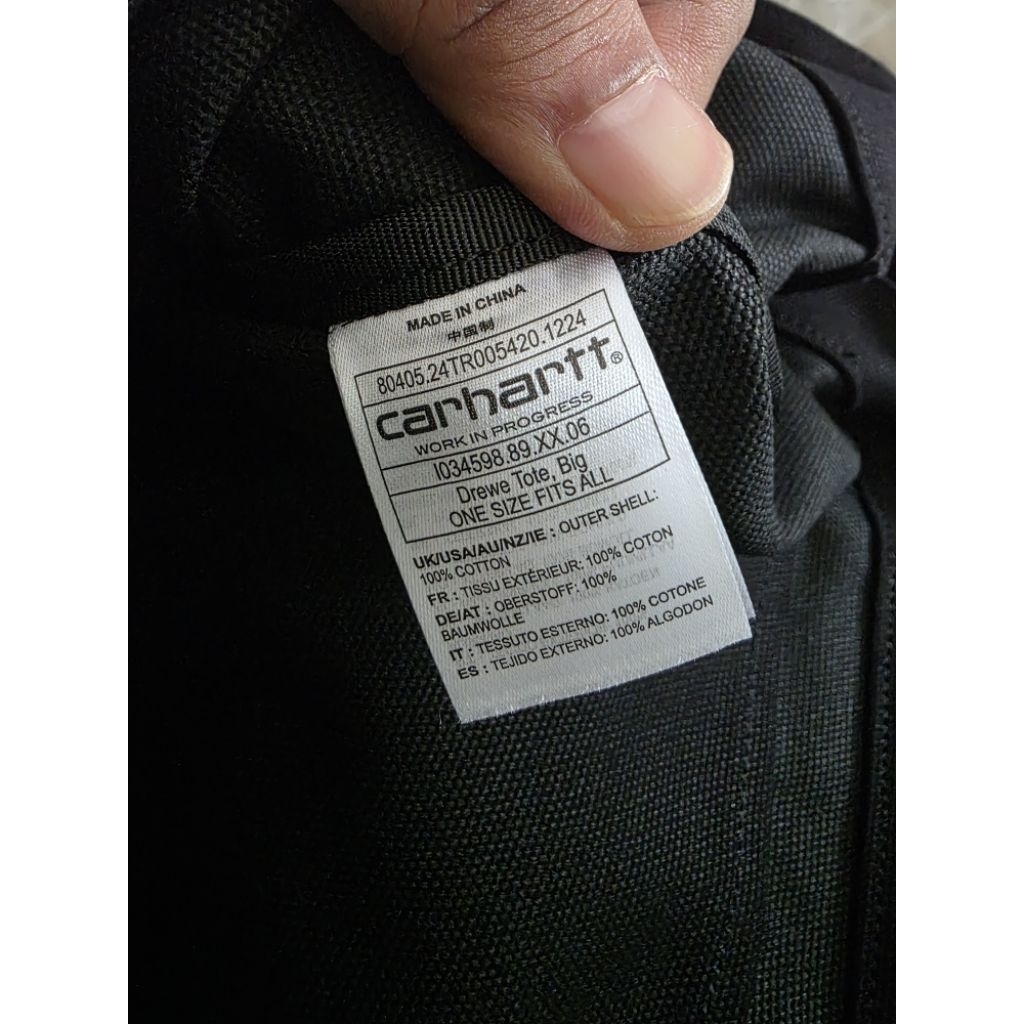 MADE IN CHINA
中国制
80405.24TR005420.1224
carhartt®
WORK IN PROGRESS
I034598.89.XX.06
Drewe Tote, Big
ONE SIZE FITS ALL
UK/USA/AU/NZ/IE : OUTER SHELL:
100% COTTON
FR : TISSU EXTÉRIEUR: 100% COTON
DE/AT : OBERSTOFF: 100%
BAUMWOLLE
IT : TESSUTO ESTERNO: 100% COTONE
ES : TEJIDO EXTERNO: 100% ALGODON